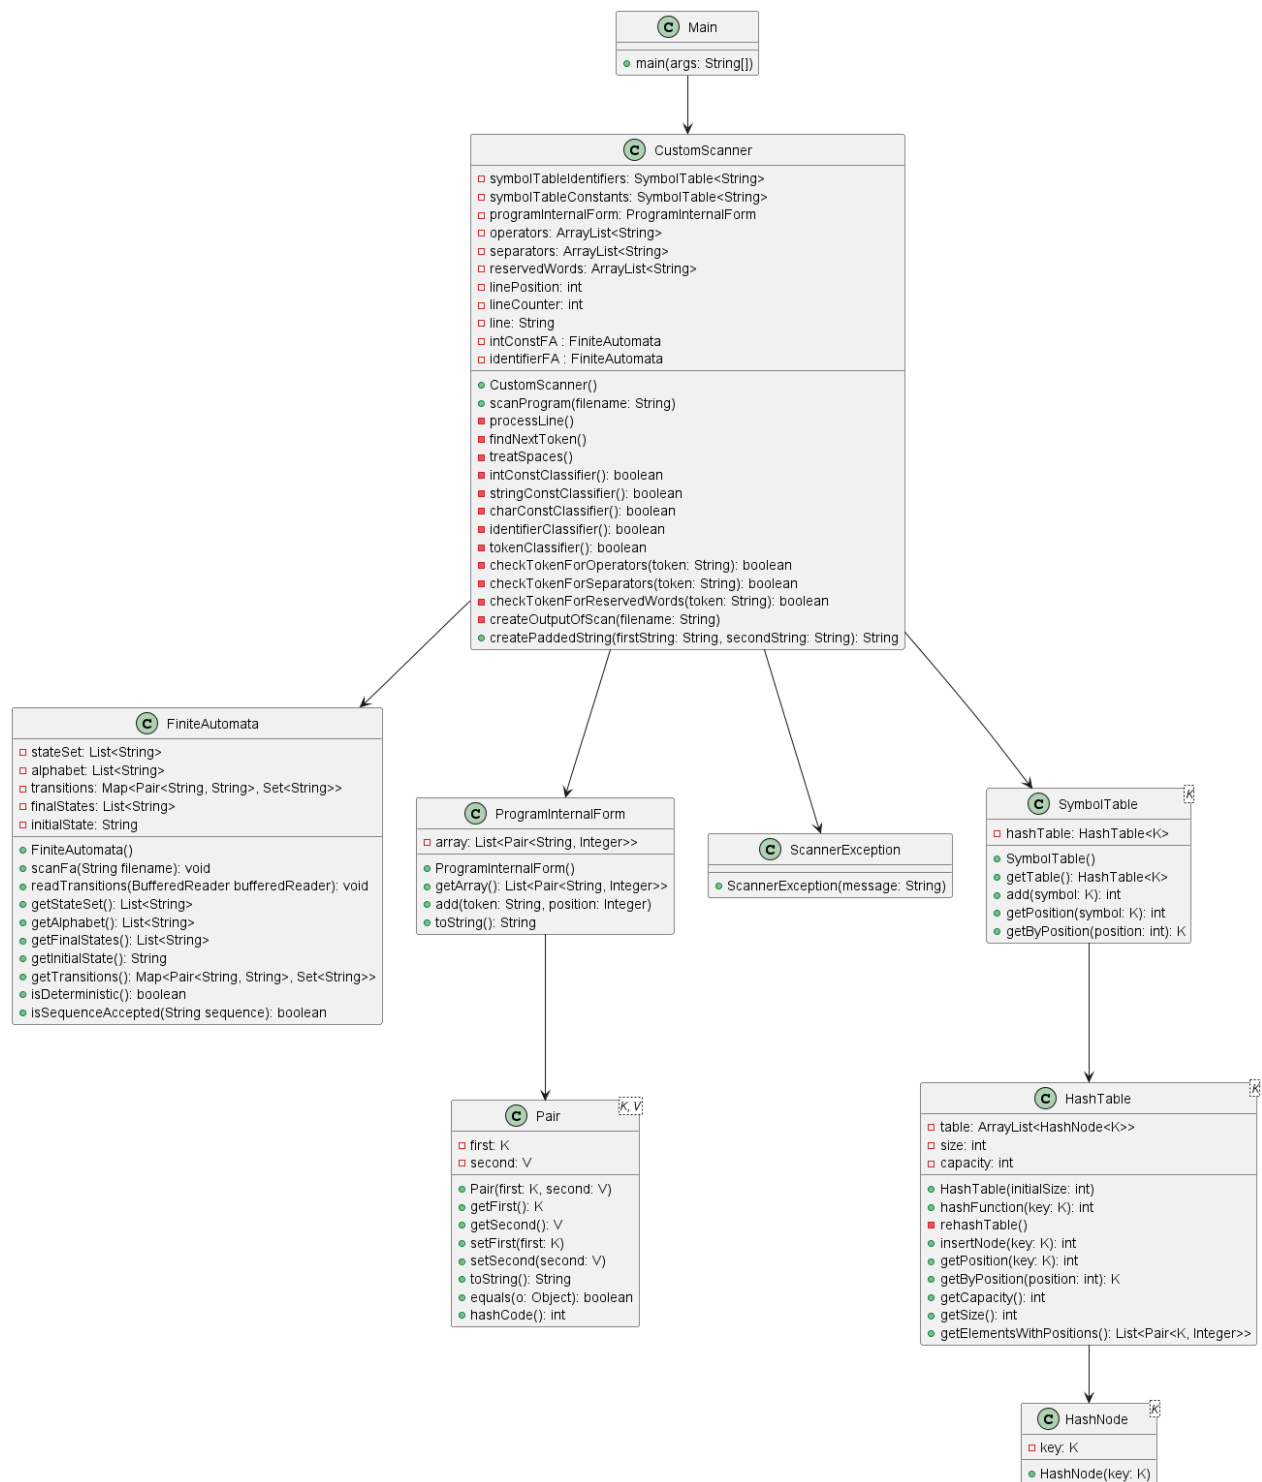 C Main
main(args: String[])
C CustomScanner
symbolTableIdentifiers: SymbolTable<String>
symbolTableConstants: SymbolTable<String>
programInternalForm: ProgramInternalForm
operators: ArrayList<String>
separators: ArrayList<String>
reservedWords: ArrayList<String>
linePosition: int
lineCounter: int
line: String
intConstFA : FiniteAutomata
identifierFA : FiniteAutomata
CustomScanner()
scanProgram(filename: String)
processLine()
findNextToken()
treatSpaces()
intConstClassifier(): boolean
stringConstClassifier(): boolean
charConstClassifier(): boolean
identifierClassifier(): boolean
tokenClassifier(): boolean
checkTokenForOperators(token: String): boolean
checkTokenForSeparators(token: String): boolean
checkTokenForReservedWords(token: String): boolean
createOutputOfScan(filename: String)
createPaddedString(firstString: String, secondString: String): String
C FiniteAutomata
stateSet: List<String>
alphabet: List<String>
transitions: Map<Pair<String, String>, Set<String>>
finalStates: List<String>
initialState: String
FiniteAutomata()
scanFa(String filename): void
readTransitions(BufferedReader bufferedReader): void
getStateSet(): List<String>
getAlphabet(): List<String>
getFinalStates(): List<String>
getInitialState(): String
getTransitions(): Map<Pair<String, String>, Set<String>>
isDeterministic(): boolean
isSequenceAccepted(String sequence): boolean
C ProgramInternalForm
array: List<Pair<String, Integer>>
ProgramInternalForm()
getArray(): List<Pair<String, Integer>>
add(token: String, position: Integer)
toString(): String
C ScannerException
ScannerException(message: String)
C SymbolTable K
hashTable: HashTable<K>
SymbolTable()
getTable(): HashTable<K>
add(symbol: K): int
getPosition(symbol: K): int
getByPosition(position: int): K
C Pair K, V
first: K
second: V
Pair(first: K, second: V)
getFirst(): K
getSecond(): V
setFirst(first: K)
setSecond(second: V)
toString(): String
equals(o: Object): boolean
hashCode(): int
C HashTable K
table: ArrayList<HashNode<K>>
size: int
capacity: int
HashTable(initialSize: int)
hashFunction(key: K): int
rehashTable()
insertNode(key: K): int
getPosition(key: K): int
getByPosition(position: int): K
getCapacity(): int
getSize(): int
getElementsWithPositions(): List<Pair<K, Integer>>
C HashNode K
key: K
HashNode(key: K)